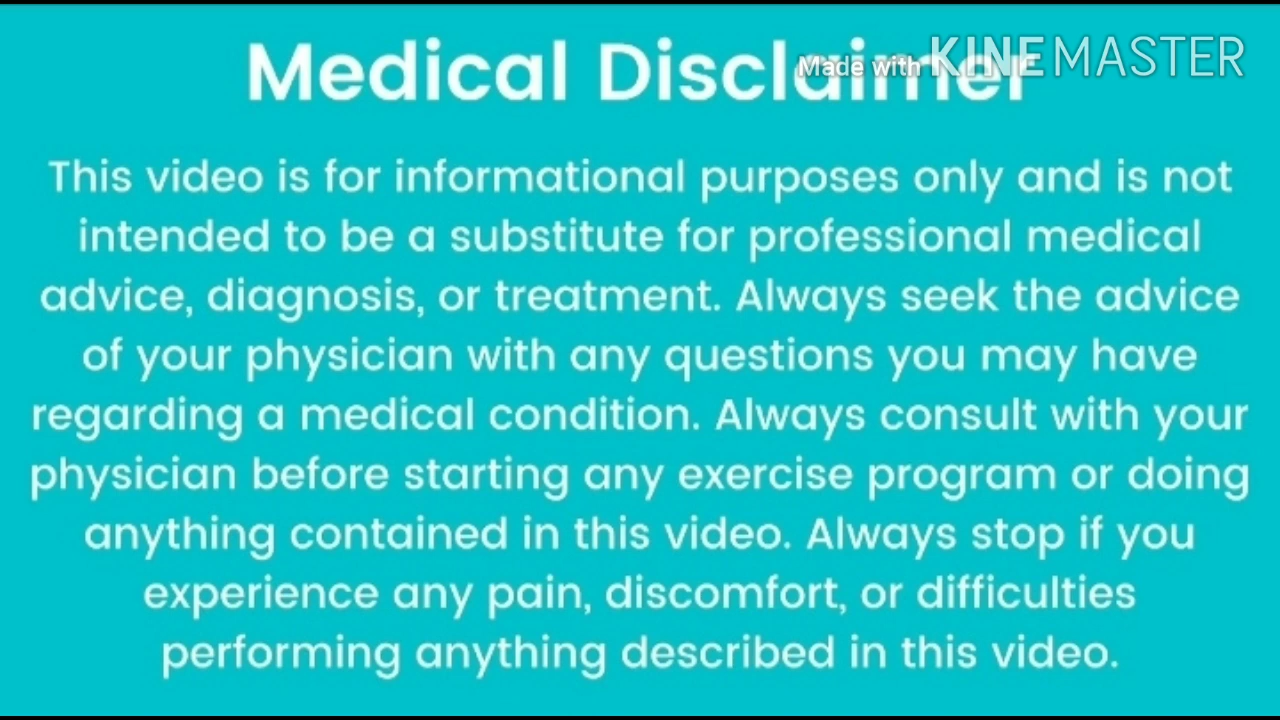 Medical Disclaimer
Made with KINEMASTER
This video is for informational purposes only and is not
intended to be a substitute for professional medical
advice, diagnosis, or treatment. Always seek the advice
of your physician with any questions you may have
regarding a medical condition. Always consult with your
physician before starting any exercise program or doing
anything contained in this video. Always stop if you
experience any pain, discomfort, or difficulties
performing anything described in this video.